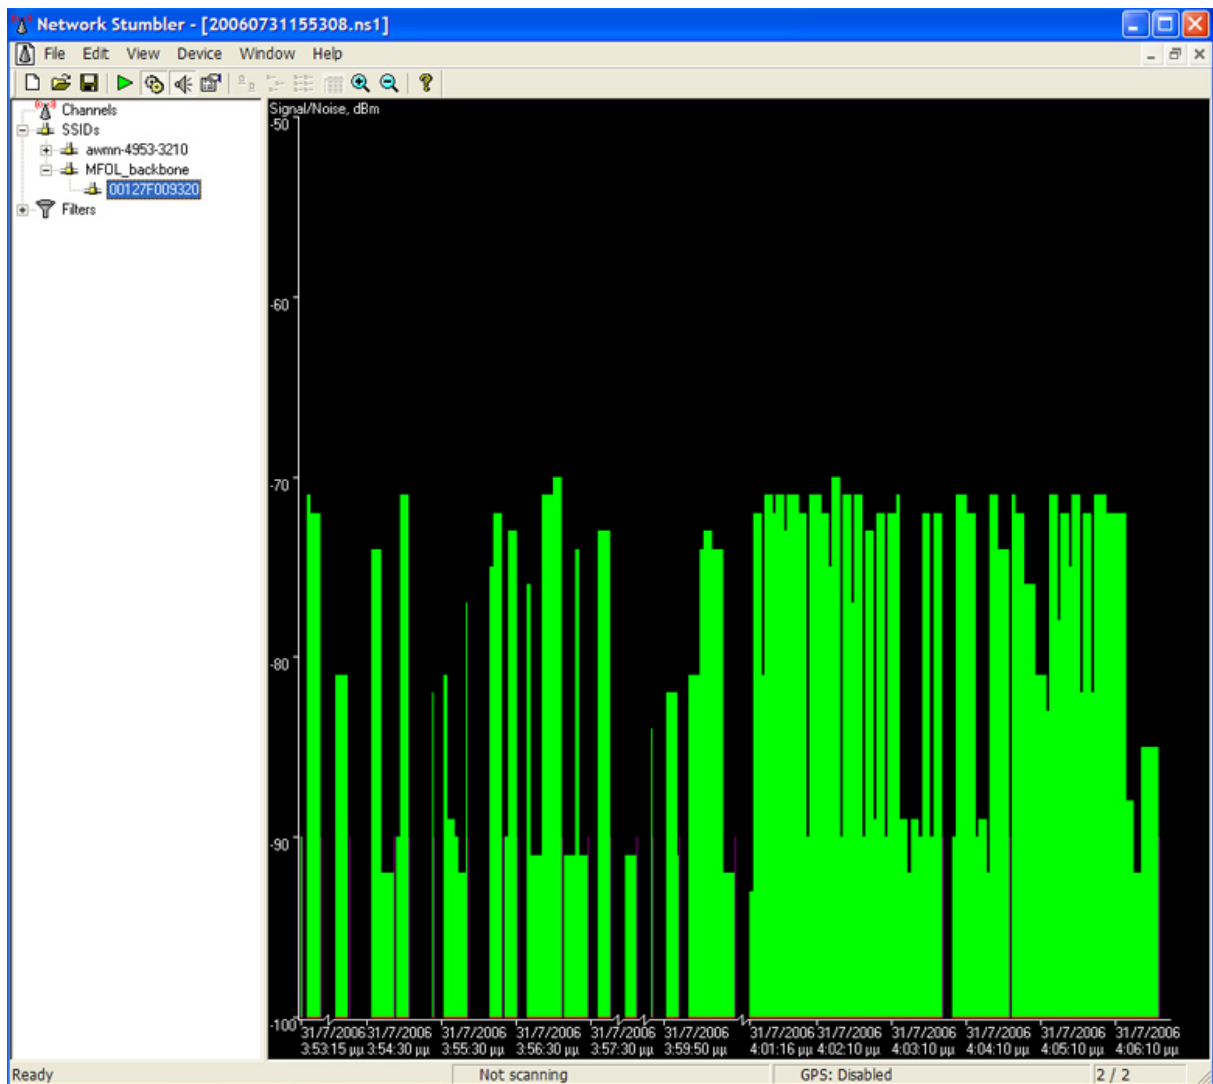 Network Stumbler - [20060731155308.ns1]
File Edit View Device Window Help
Channels
SSIDs
awmn-4953-3210
MFOL_backbone
00127F009320
Filters
Signal/Noise, dBm
-50
-60
-70
-80
-90
-100
31/7/2006 31/7/2006 31/7/2006 31/7/2006 31/7/2006 31/7/2006 31/7/2006 31/7/2006 31/7/2006 31/7/2006 31/7/2006 31/7/2006
3:53:15 μμ 3:54:30 μμ 3:55:30 μμ 3:56:30 μμ 3:57:30 μμ 3:59:50 μμ 4:01:16 μμ 4:02:10 μμ 4:03:10 μμ 4:04:10 μμ 4:05:10 μμ 4:06:10 μμ
Ready Not scanning GPS: Disabled 2 / 2